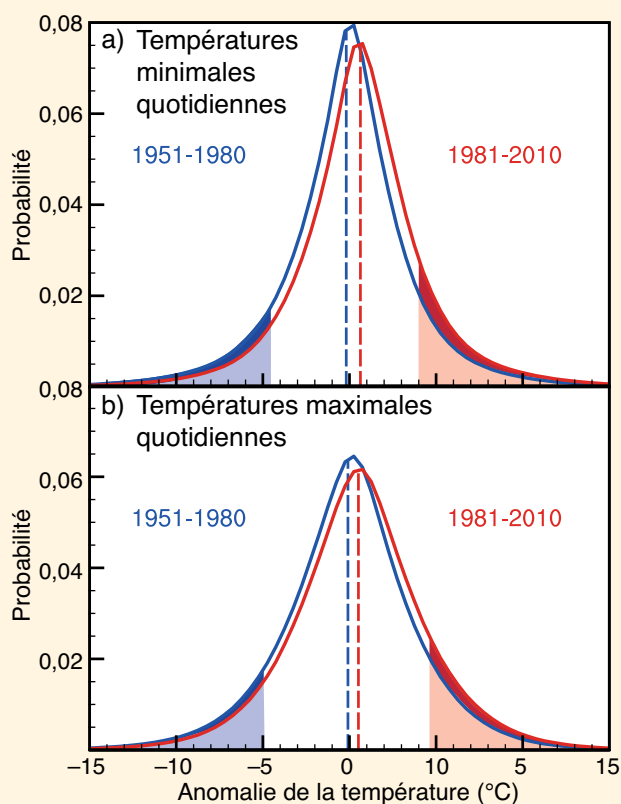 0,08
a) Températures
minimales
quotidiennes
1951-1980
1981-2010
0,06
0,04
0,02
Probabilité
0,08
b) Températures maximales
quotidiennes
1951-1980
1981-2010
0,06
0,04
0,02
Probabilité
−15 −10 −5 0 10 5 15
Anomalie de la température (°C)